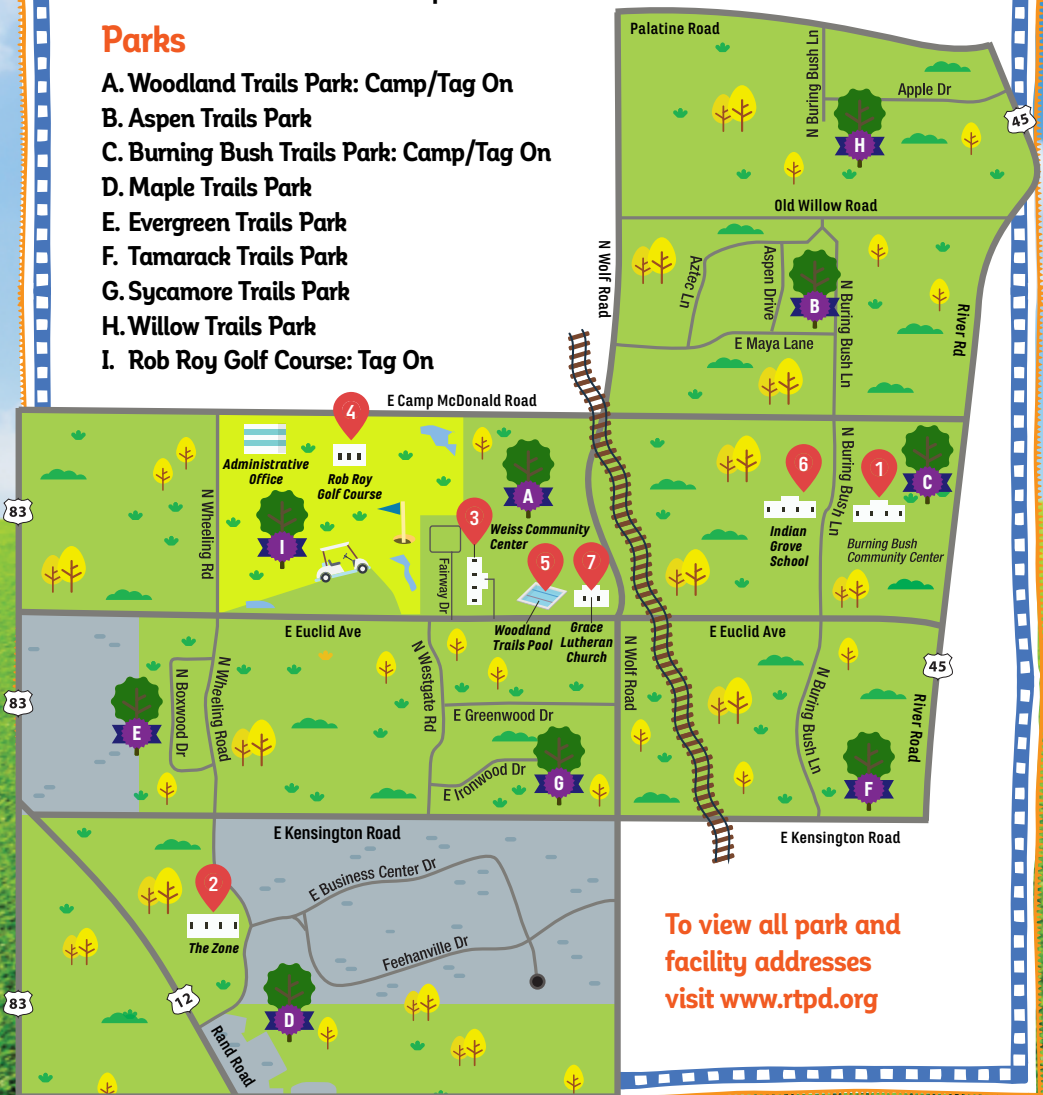 Parks
A. Woodland Trails Park: Camp/Tag On
B. Aspen Trails Park
C. Burning Bush Trails Park: Camp/Tag On
D. Maple Trails Park
E. Evergreen Trails Park
F. Tamarack Trails Park
G. Sycamore Trails Park
H. Willow Trails Park
I. Rob Roy Golf Course: Tag On
Palatine Road
N Buring Bush Ln
Apple Dr
45
H
Old Willow Road
N Wolf Road
Aztec Ln
Aspen Drive
B
N Buring Bush Ln
River Rd
E Maya Lane
E Camp McDonald Road
4
Administrative
Office
Rob Roy
Golf Course
83
N Wheeling Rd
I
A
3
Weiss Community
Center
Fairway Dr
5
7
Woodland
Trails Pool
Grace
Lutheran
Church
6
1
C
N Buring Bush Ln
Indian
Grove
School
Burning Bush
Community Center
E Euclid Ave
E Euclid Ave
83
E
N Boxwood Dr
N Wheeling Road
N Westgate Rd
E Greenwood Dr
E Ironwood Dr
G
N Wolf Road
N Buring Bush Ln
45
River Road
F
E Kensington Road
E Kensington Road
2
The Zone
E Business Center Dr
Feehanville Dr
83
12
D
Rand Road
To view all park and
facility addresses
visit www.rtpd.org